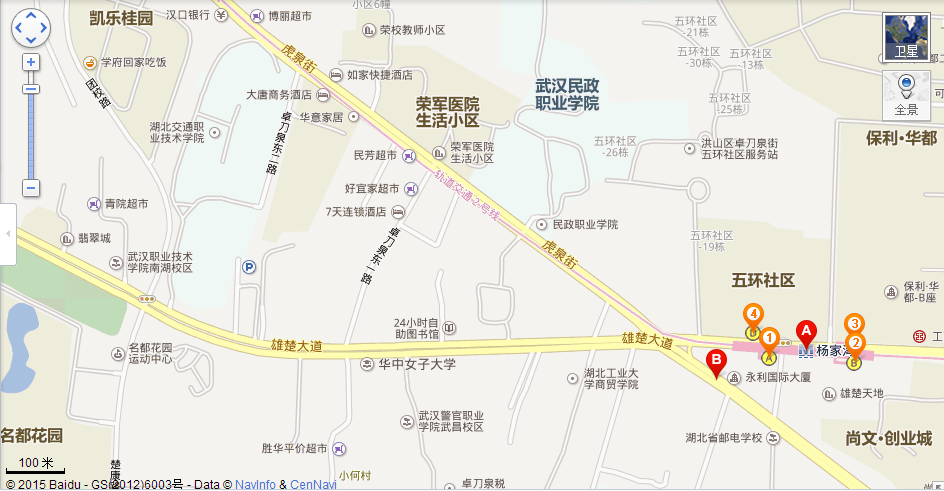 凯乐桂园
汉口银行
博丽超市
荣校教师小区
五环社区
-21栋
五环社区
-30栋
五环社区
-13栋
卫星
学府回家吃饭
虎泉街
如家快捷酒店
团校路
大唐商务酒店
荣军医院
生活小区
武汉民政
职业学院
五环社区
-25栋
全景
华意家居
卓刀泉东二路
湖北交通职
业技术学院
五环社区
-26栋
洪山区卓刀泉街
五环社区服务站
保利·华都
民芳超市
荣军医院
生活小区
轨道交通2号线
好宜家超市
7天连锁酒店
青院超市
民政职业学院
翡翠城
卓刀泉东一路
虎泉街
五环社区
-19栋
武汉职业技术
学院南湖校区
P
五环社区
保利·华
都-B座
24小时自
助图书馆
4
1
A
3
2
A
B
杨家湾
B
雄楚大道
雄楚大道
名都花园
运动中心
华中女子大学
湖北工业大
学商贸学院
永利国际大厦
雄楚天地
武汉警官职业
学院武昌校区
名都花园
胜华平价超市
湖北省邮电学校
尚文·创业城
小何村
100 米
楚康
卓刀泉税
© 2015 Baidu - GS(2012)6003号 - Data © NavInfo & CenNavi